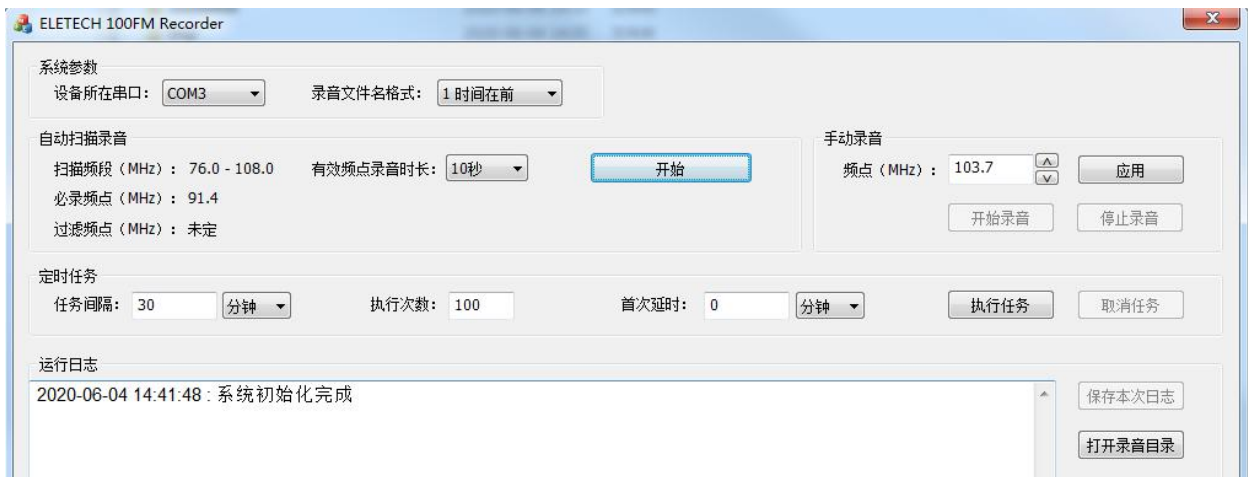 ELETECH 100FM Recorder
系统参数
设备所在串口： COM3 录音文件名格式： 1 时间在前
自动扫描录音 手动录音
扫描频段（MHz）： 76.0 - 108.0 有效频点录音时长： 10秒 开始 频点（MHz）： 103.7 应用
必录频点（MHz）： 91.4
开始录音 停止录音
过滤频点（MHz）： 未定
定时任务
任务间隔： 30 分钟 执行次数： 100 首次延时： 0 分钟 执行任务 取消任务
运行日志
2020-06-04 14:41:48 : 系统初始化完成 保存本次日志
打开录音目录